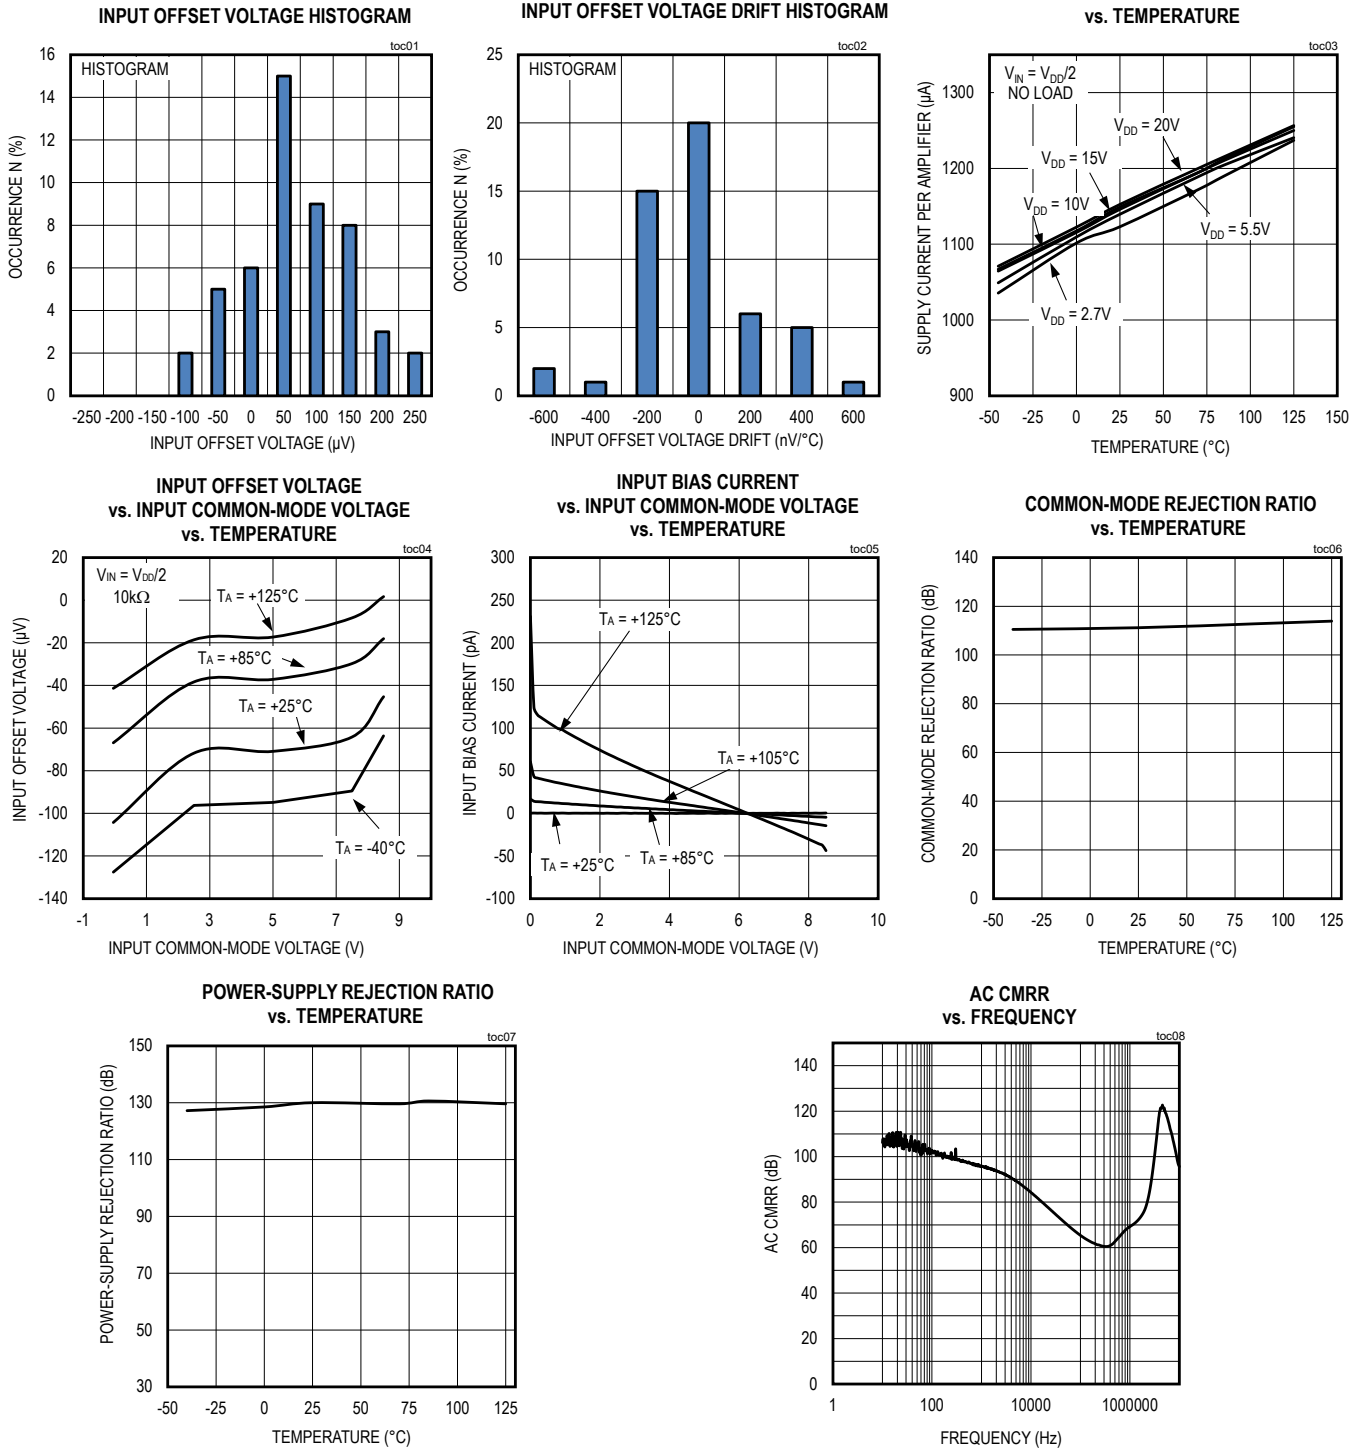 INPUT OFFSET VOLTAGE HISTOGRAM
toc01
HISTOGRAM
OCCURRENCE N (%)
16
14
12
10
8
6
4
2
0
-250 -200 -150 -100 -50 0 50 100 150 200 250
INPUT OFFSET VOLTAGE (µV)
INPUT OFFSET VOLTAGE DRIFT HISTOGRAM
toc02
HISTOGRAM
OCCURRENCE N (%)
25
20
15
10
5
0
-600 -400 -200 0 200 400 600
INPUT OFFSET VOLTAGE DRIFT (nV/°C)
vs. TEMPERATURE
toc03
VIN = VDD/2
NO LOAD
VDD = 20V
VDD = 15V
VDD = 10V
VDD = 5.5V
VDD = 2.7V
SUPPLY CURRENT PER AMPLIFIER (µA)
1300
1200
1100
1000
900
-50 -25 0 25 50 75 100 125 150
TEMPERATURE (°C)
INPUT OFFSET VOLTAGE
vs. INPUT COMMON-MODE VOLTAGE
vs. TEMPERATURE
toc04
VIN = VDD/2
10kΩ
TA = +125°C
TA = +85°C
TA = +25°C
TA = -40°C
INPUT OFFSET VOLTAGE (µV)
20
0
-20
-40
-60
-80
-100
-120
-140
-1 1 3 5 7 9
INPUT COMMON-MODE VOLTAGE (V)
INPUT BIAS CURRENT
vs. INPUT COMMON-MODE VOLTAGE
vs. TEMPERATURE
toc05
TA = +125°C
TA = +105°C
TA = +25°C
TA = +85°C
INPUT BIAS CURRENT (pA)
300
250
200
150
100
50
0
-50
-100
0 2 4 6 8 10
INPUT COMMON-MODE VOLTAGE (V)
COMMON-MODE REJECTION RATIO
vs. TEMPERATURE
toc06
COMMON-MODE REJECTION RATIO (dB)
140
120
100
80
60
40
20
0
-50 -25 0 25 50 75 100 125
TEMPERATURE (°C)
POWER-SUPPLY REJECTION RATIO
vs. TEMPERATURE
toc07
POWER-SUPPLY REJECTION RATIO (dB)
150
130
110
90
70
50
30
-50 -25 0 25 50 75 100 125
TEMPERATURE (°C)
AC CMRR
vs. FREQUENCY
toc08
AC CMRR (dB)
140
120
100
80
60
40
20
0
1 100 10000 1000000
FREQUENCY (Hz)